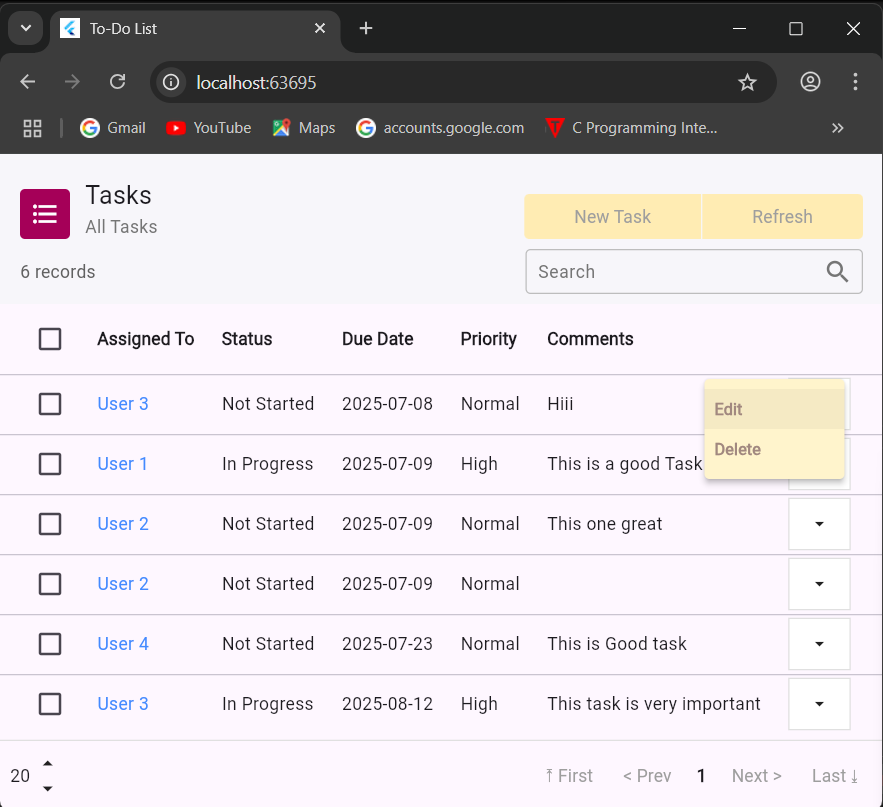 To-Do List
localhost:63695
Gmail YouTube Maps accounts.google.com C Programming Inte...
Tasks
All Tasks
New Task Refresh
6 records
Search
Assigned To Status Due Date Priority Comments
User 3 Not Started 2025-07-08 Normal Hiii
Edit
User 1 In Progress 2025-07-09 High This is a good Task
Delete
User 2 Not Started 2025-07-09 Normal This one great
User 2 Not Started 2025-07-09 Normal
User 4 Not Started 2025-07-23 Normal This is Good task
User 3 In Progress 2025-08-12 High This task is very important
20 ⤒ First < Prev 1 Next > Last ⤓